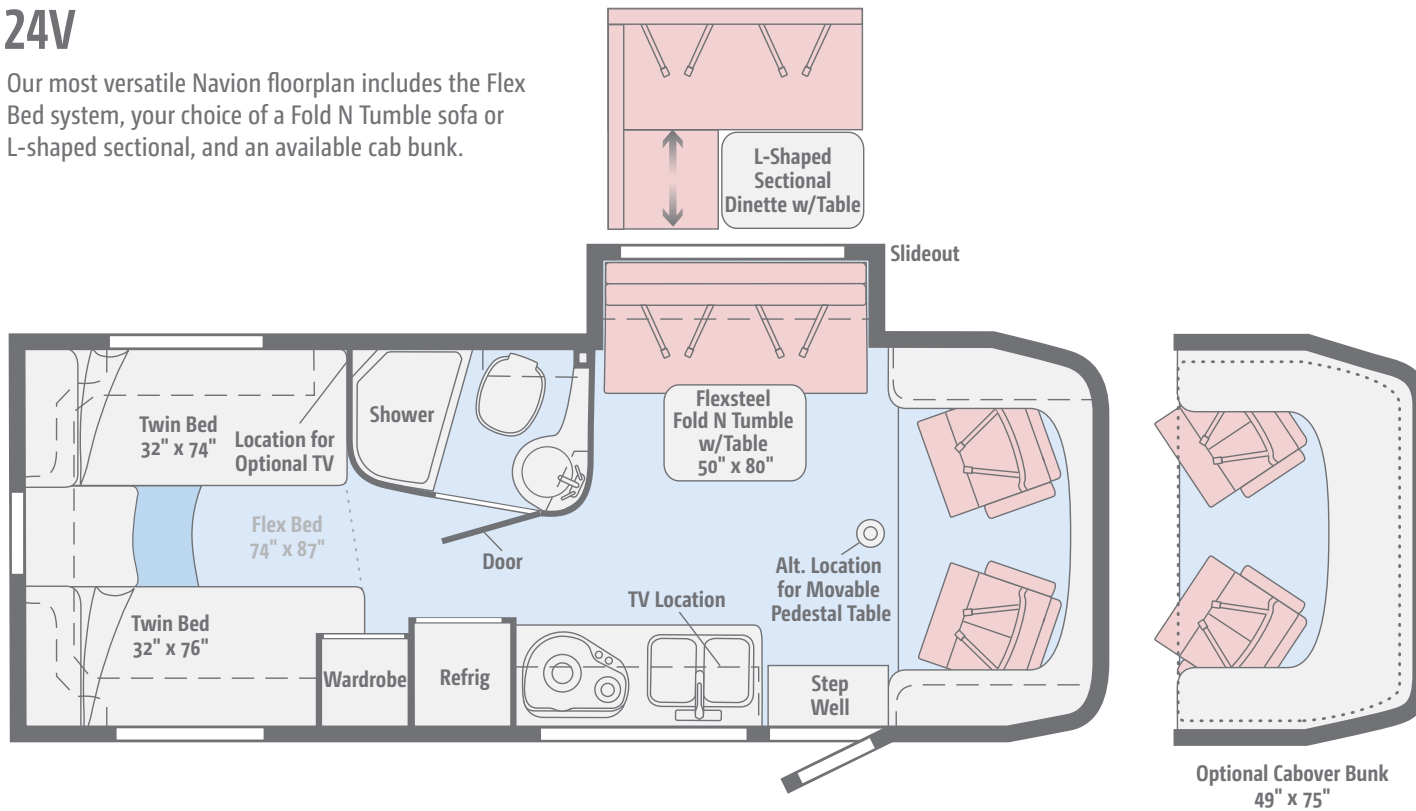 24V
Our most versatile Navion floorplan includes the Flex
Bed system, your choice of a Fold N Tumble sofa or
L-shaped sectional, and an available cab bunk.
L-Shaped
Sectional
Dinette w/Table
Slideout
Flexsteel
Fold N Tumble
w/Table
50" x 80"
Twin Bed
32" x 74"
Location for
Optional TV
Shower
Flex Bed
74" x 87"
Door
TV Location
Alt. Location
for Movable
Pedestal Table
Twin Bed
32" x 76"
Wardrobe
Refrig
Step
Well
Optional Cabover Bunk
49" x 75"